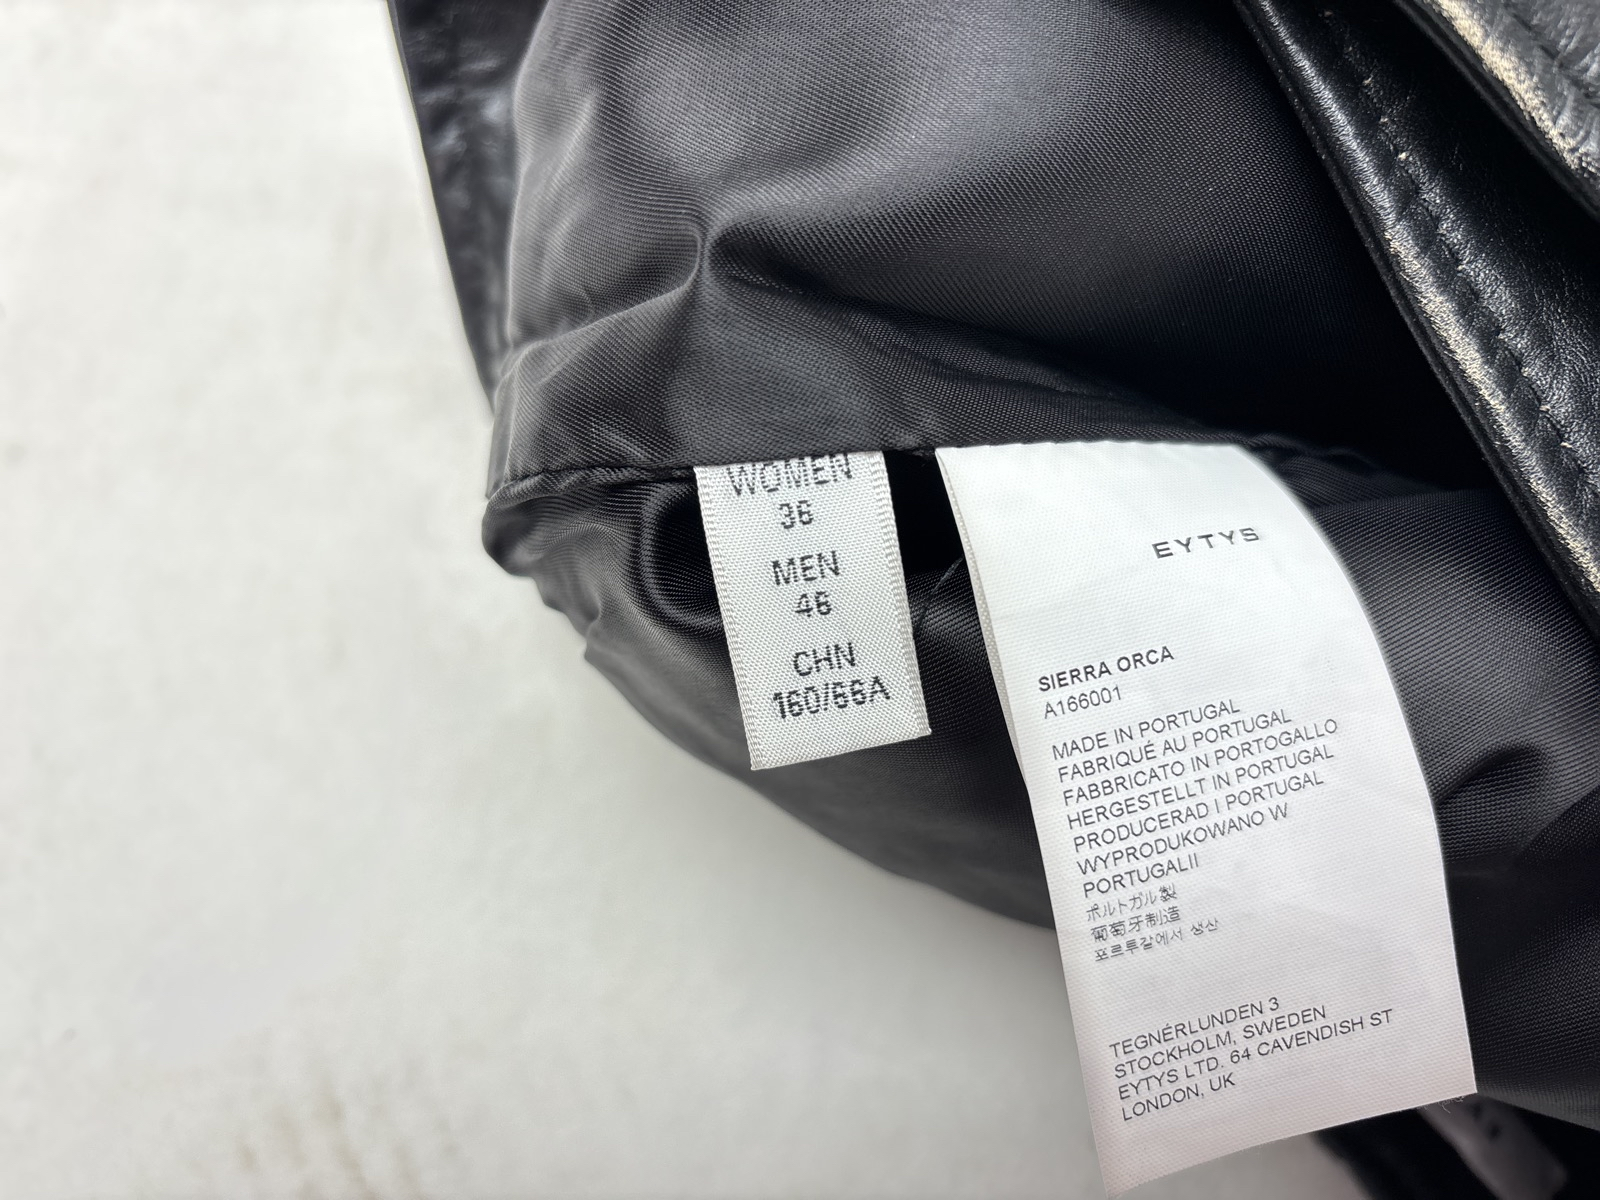 WOMEN
36
MEN
46
CHN
160/66A
EYTYS
SIERRA ORCA
A166001
MADE IN PORTUGAL
FABRIQUÉ AU PORTUGAL
FABBRICATO IN PORTOGALLO
HERGESTELLT IN PORTUGAL
PRODUCERAD I PORTUGAL
WYPRODUKOWANO W
PORTUGALII
ポルトガル製
葡萄牙制造
포르투갈에서 생산
TEGNÉRLUNDEN 3
STOCKHOLM, SWEDEN
EYTYS LTD. 64 CAVENDISH ST
LONDON, UK